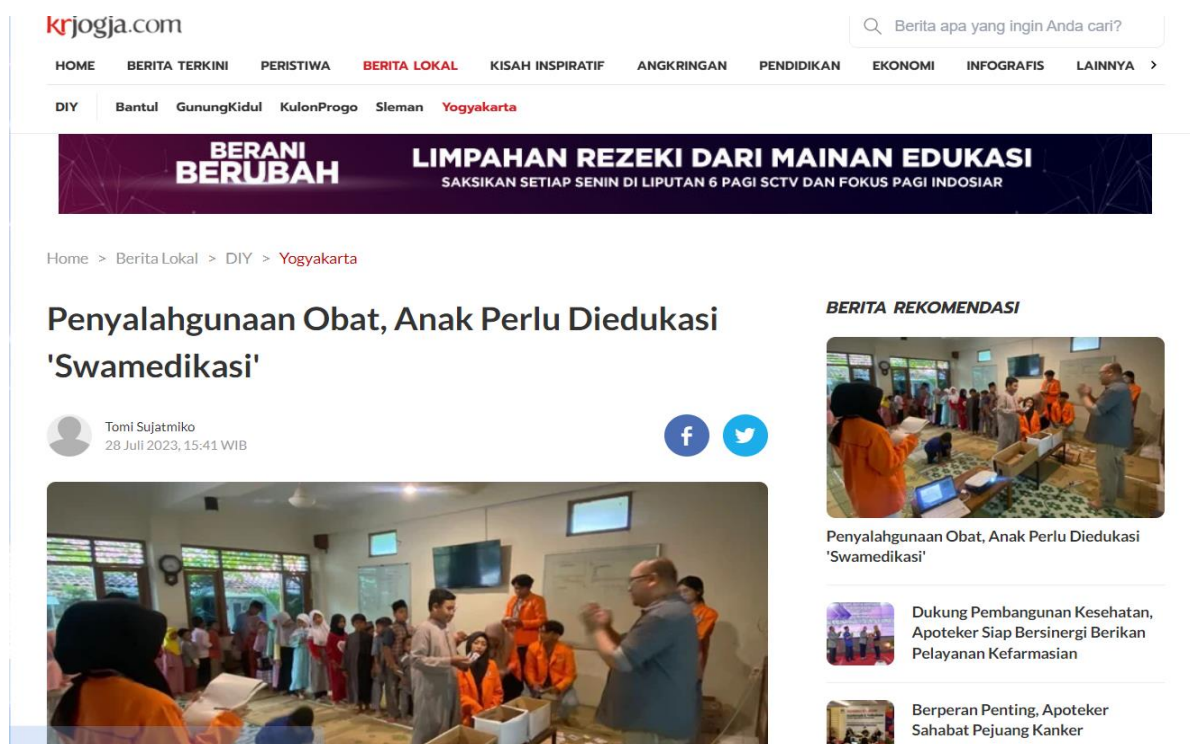 krjogja.com
Berita apa yang ingin Anda cari?
HOME BERITA TERKINI PERISTIWA BERITA LOKAL KISAH INSPIRATIF ANGKRINGAN PENDIDIKAN EKONOMI INFOGRAFIS LAINNYA >
DIY Bantul GunungKidul KulonProgo Sleman Yogyakarta
BERANI
BERUBAH
LIMPAHAN REZEKI DARI MAINAN EDUKASI
SAKSIKAN SETIAP SENIN DI LIPUTAN 6 PAGI SCTV DAN FOKUS PAGI INDOSIAR
Home > Berita Lokal > DIY > Yogyakarta
Penyalahgunaan Obat, Anak Perlu Diedukasi
'Swamedikasi'
Tomi Sujatmiko
28 Juli 2023, 15:41 WIB
BERITA REKOMENDASI
Penyalahgunaan Obat, Anak Perlu Diedukasi
'Swamedikasi'
Dukung Pembangunan Kesehatan,
Apoteker Siap Bersinergi Berikan
Pelayanan Kefarmasian
Berperan Penting, Apoteker
Sahabat Pejuang Kanker